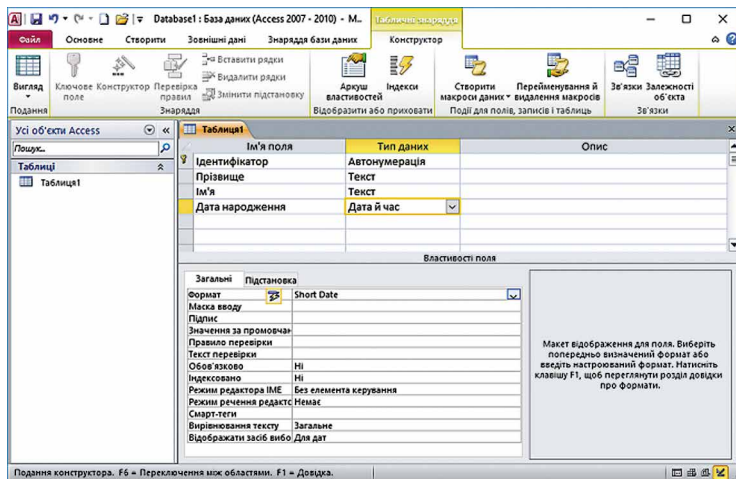 Database1 : База даних (Access 2007 - 2010) - М...
Табличні знаряддя
Файл Основне Створити Зовнішні дані Знаряддя бази даних Конструктор
Вигляд
Ключове поле
Конструктор
Перевірка правил
Вставити рядки
Видалити рядки
Змінити підстановку
Аркуш властивостей
Індекси
Створити макроси даних
Перейменування й видалення макросів
Зв'язки
Залежності об'єкта
Подання Знаряддя Відобразити або приховати Події для полів, записів і таблиць Зв'язки
Усі об'єкти Access
Пошук...
Таблиці
Таблиця1
Таблиця1
Ім'я поля Тип даних Опис
Ідентифікатор Автонумерація
Прізвище Текст
Ім'я Текст
Дата народження Дата й час
Властивості поля
Загальні Підстановка
Формат Short Date
Маска вводу
Підпис
Значення за промовчан
Правило перевірки
Текст перевірки
Обов'язково Ні
Індексовано Ні
Режим редактора IME Без елемента керування
Режим речення редактс Немає
Смарт-теги
Вирівнювання тексту Загальне
Відображати засіб вибо Для дат
Макет відображення для поля. Виберіть
попередньо визначений формат або
введіть настроюваний формат. Натисніть
клавішу F1, щоб переглянути розділ довідки
про формати.
Подання конструктора. F6 = Переключення між областями. F1 = Довідка.